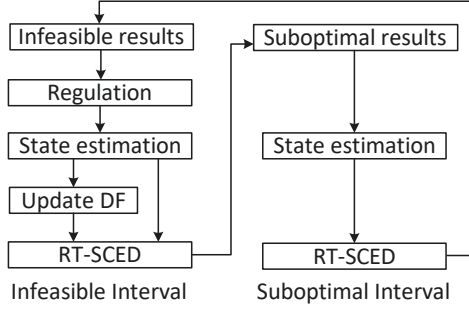 Infeasible results
Regulation
State estimation
Update DF
RT-SCED
Infeasible Interval
Suboptimal results
State estimation
RT-SCED
Suboptimal Interval